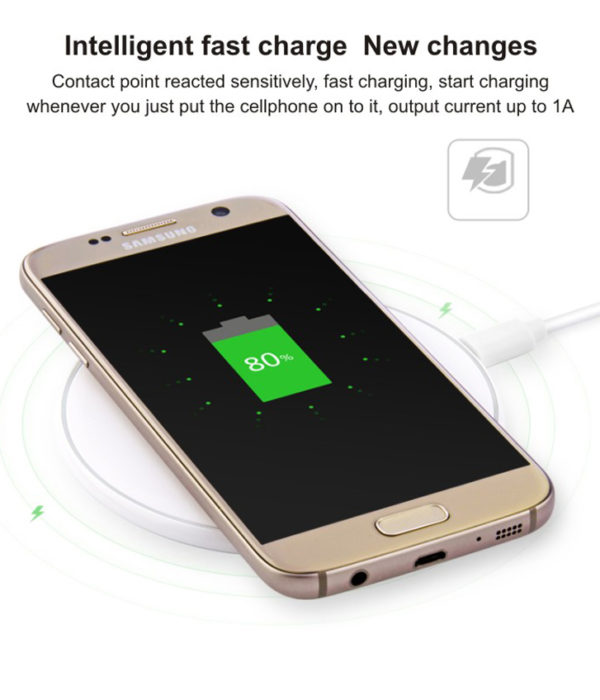 Intelligent fast charge  New changes
Contact point reacted sensitively, fast charging, start charging
whenever you just put the cellphone on to it, output current up to 1A
SAMSUNG
80%